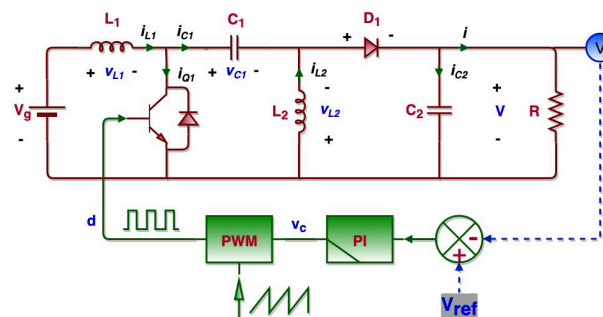 L1 iL1 iC1 C1 D1 i
+ - + - V
+ vL1 - + vC1 -
iQ1 iL2 iC2
+ - +
Vg L2 vL2 C2 V R
- + -
d vc
PWM PI -
+
Vref